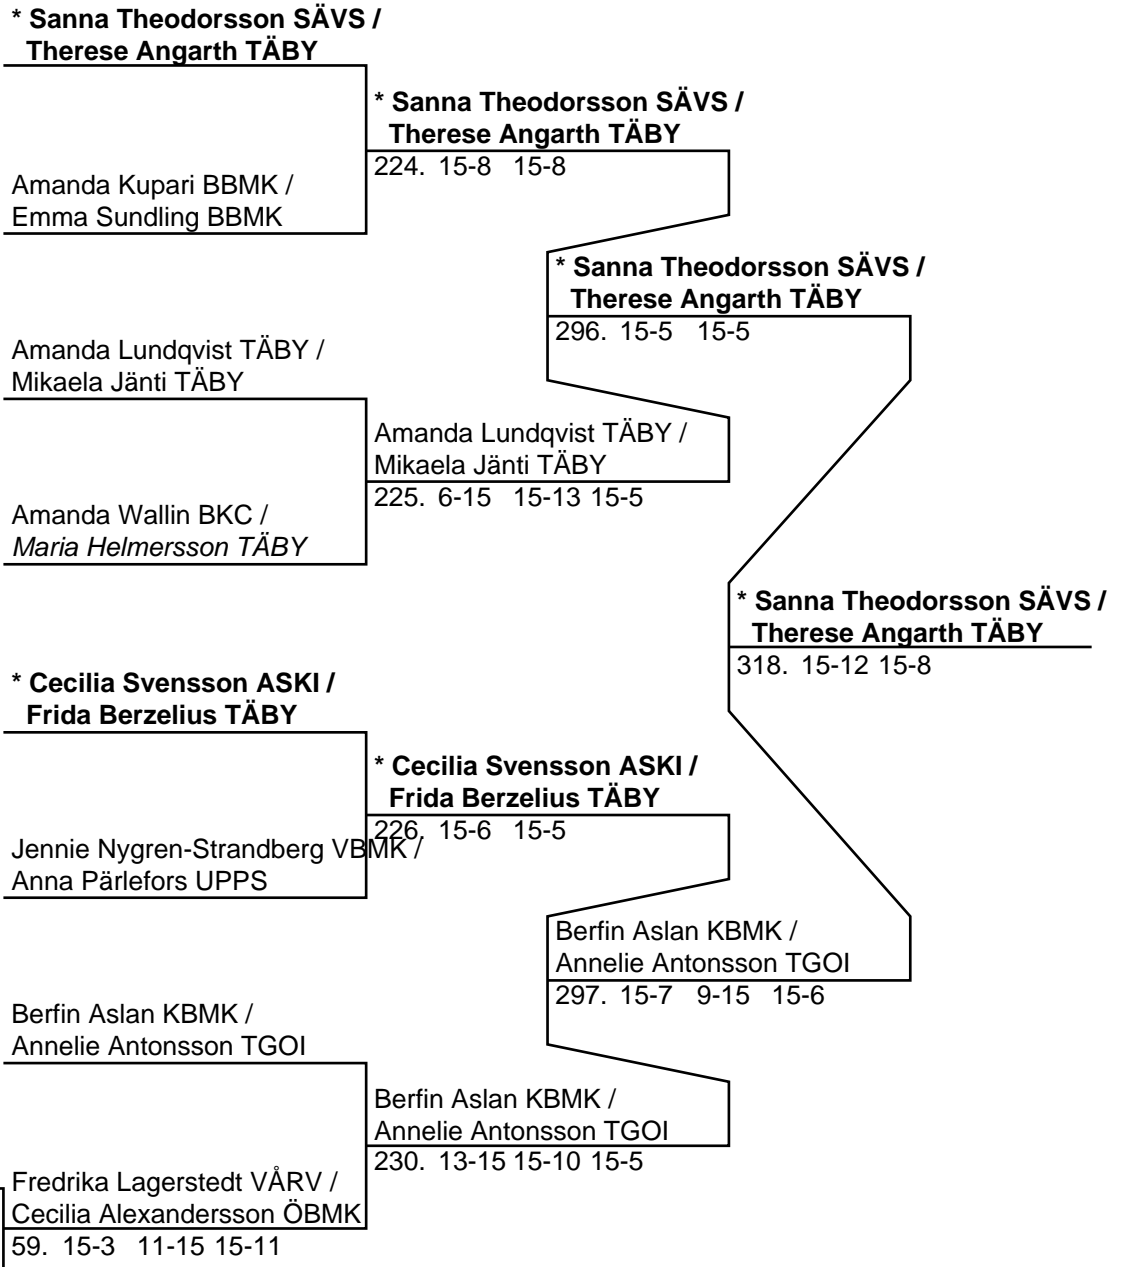 * Sanna Theodorsson SÄVS /
Therese Angarth TÄBY
* Sanna Theodorsson SÄVS /
Therese Angarth TÄBY
224. 15-8 15-8
Amanda Kupari BBMK /
Emma Sundling BBMK
* Sanna Theodorsson SÄVS /
Therese Angarth TÄBY
296. 15-5 15-5
Amanda Lundqvist TÄBY /
Mikaela Jänti TÄBY
Amanda Lundqvist TÄBY /
Mikaela Jänti TÄBY
225. 6-15 15-13 15-5
Amanda Wallin BKC /
Maria Helmersson TÄBY
* Sanna Theodorsson SÄVS /
Therese Angarth TÄBY
318. 15-12 15-8
* Cecilia Svensson ASKI /
Frida Berzelius TÄBY
* Cecilia Svensson ASKI /
Frida Berzelius TÄBY
226. 15-6 15-5
Jennie Nygren-Strandberg VBMK /
Anna Pärlefors UPPS
Berfin Aslan KBMK /
Annelie Antonsson TGOI
297. 15-7 9-15 15-6
Berfin Aslan KBMK /
Annelie Antonsson TGOI
Berfin Aslan KBMK /
Annelie Antonsson TGOI
230. 13-15 15-10 15-5
Fredrika Lagerstedt VÅRV /
Cecilia Alexandersson ÖBMK
59. 15-3 11-15 15-11